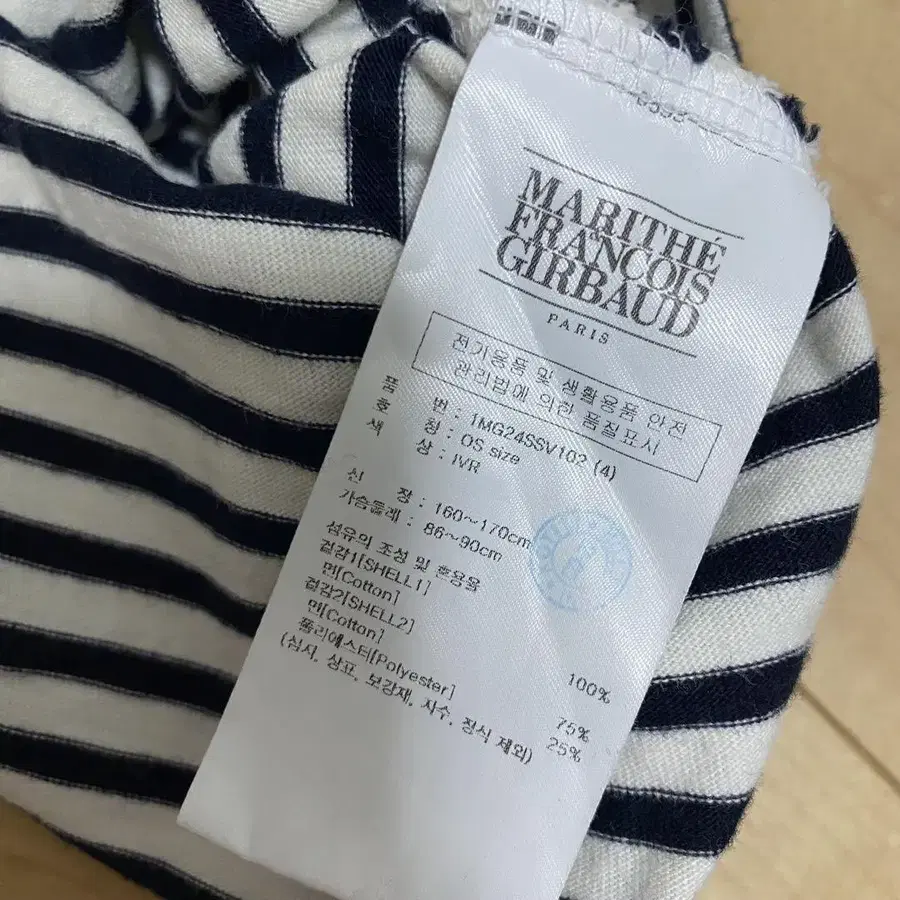 MARITHÉ
FRANÇOIS
GIRBAUD
PARIS
전기용품 및 생활용품 안전
관리법에 의한 품질표시
품 번 : 1MG24SSV102 (4)
호 칭 : OS size
색 상 : IVR
신 장 : 160~170cm
가슴둘레 : 86~90cm
섬유의 조성 및 혼용율
겉감1[SHELL1]
면[Cotton] 100%
겉감2[SHELL2]
면[Cotton] 75%
폴리에스터[Polyester] 25%
(심지, 상표, 보강재, 자수, 장식 제외)